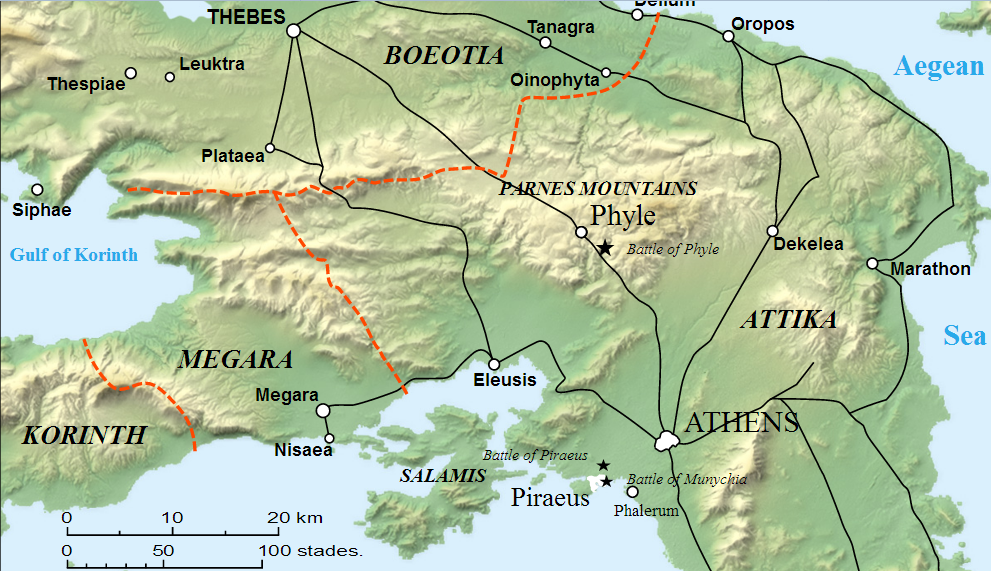 Delium
THEBES
Tanagra
Oropos
BOEOTIA
Leuktra
Aegean
Thespiae
Oinophyta
Plataea
PARNES MOUNTAINS
Siphae
Phyle
Gulf of Korinth
Battle of Phyle
Dekelea
Marathon
ATTIKA
Sea
MEGARA
Eleusis
Megara
ATHENS
KORINTH
Nisaea
Battle of Piraeus
SALAMIS
Battle of Munychia
Piraeus
Phalerum
0 10 20 km
0 50 100 stades.